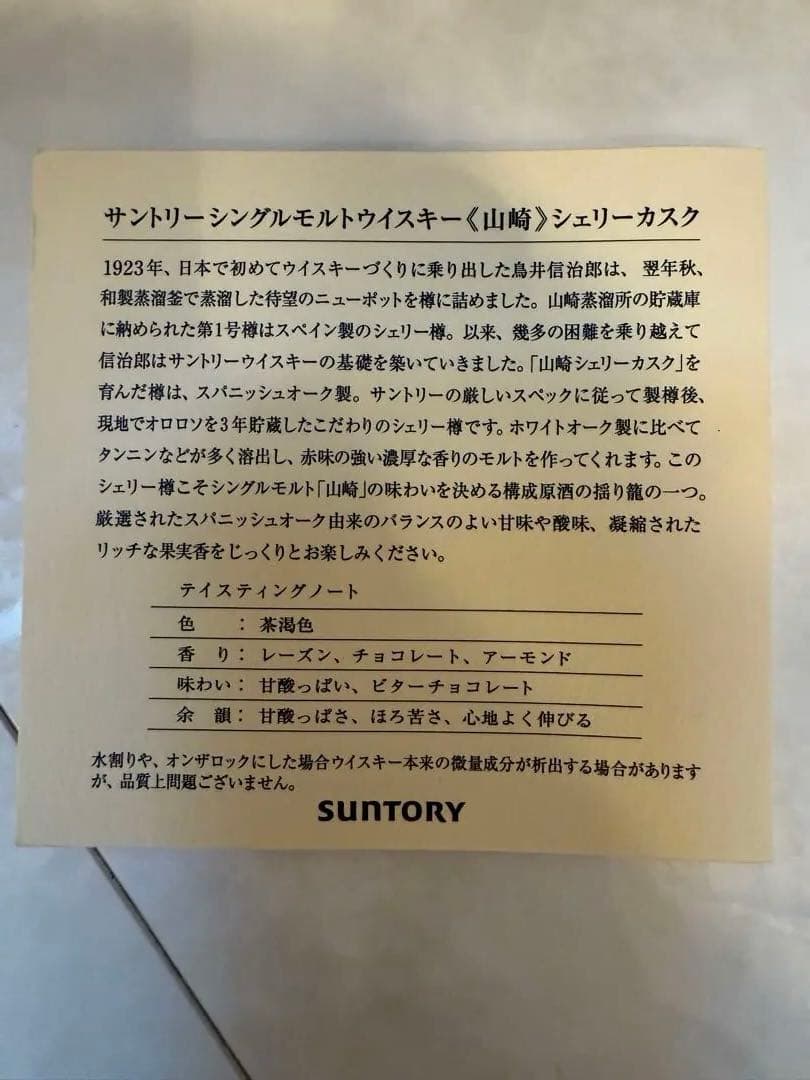 サントリーシングルモルトウイスキー《山崎》シェリーカスク
1923年、日本で初めてウイスキーづくりに乗り出した鳥井信治郎は、翌年秋、
和製蒸溜釜で蒸溜した待望のニューポットを樽に詰めました。山崎蒸溜所の貯蔵庫
に納められた第1号樽はスペイン製のシェリー樽。以来、幾多の困難を乗り越えて
信治郎はサントリーウイスキーの基礎を築いていきました。「山崎シェリーカスク」を
育んだ樽は、スパニッシュオーク製。サントリーの厳しいスペックに従って製樽後、
現地でオロロソを3年貯蔵したこだわりのシェリー樽です。ホワイトオーク製に比べて
タンニンなどが多く溶出し、赤味の強い濃厚な香りのモルトを作ってくれます。この
シェリー樽こそシングルモルト「山崎」の味わいを決める構成原酒の揺り籠の一つ。
厳選されたスパニッシュオーク由来のバランスのよい甘味や酸味、凝縮された
リッチな果実香をじっくりとお楽しみください。
テイスティングノート
色 : 茶渇色
香 り: レーズン、チョコレート、アーモンド
味わい: 甘酸っぱい、ビターチョコレート
余 韻: 甘酸っぱさ、ほろ苦さ、心地よく伸びる
水割りや、オンザロックにした場合ウイスキー本来の微量成分が析出する場合があります
が、品質上問題ございません。
SUNTORY